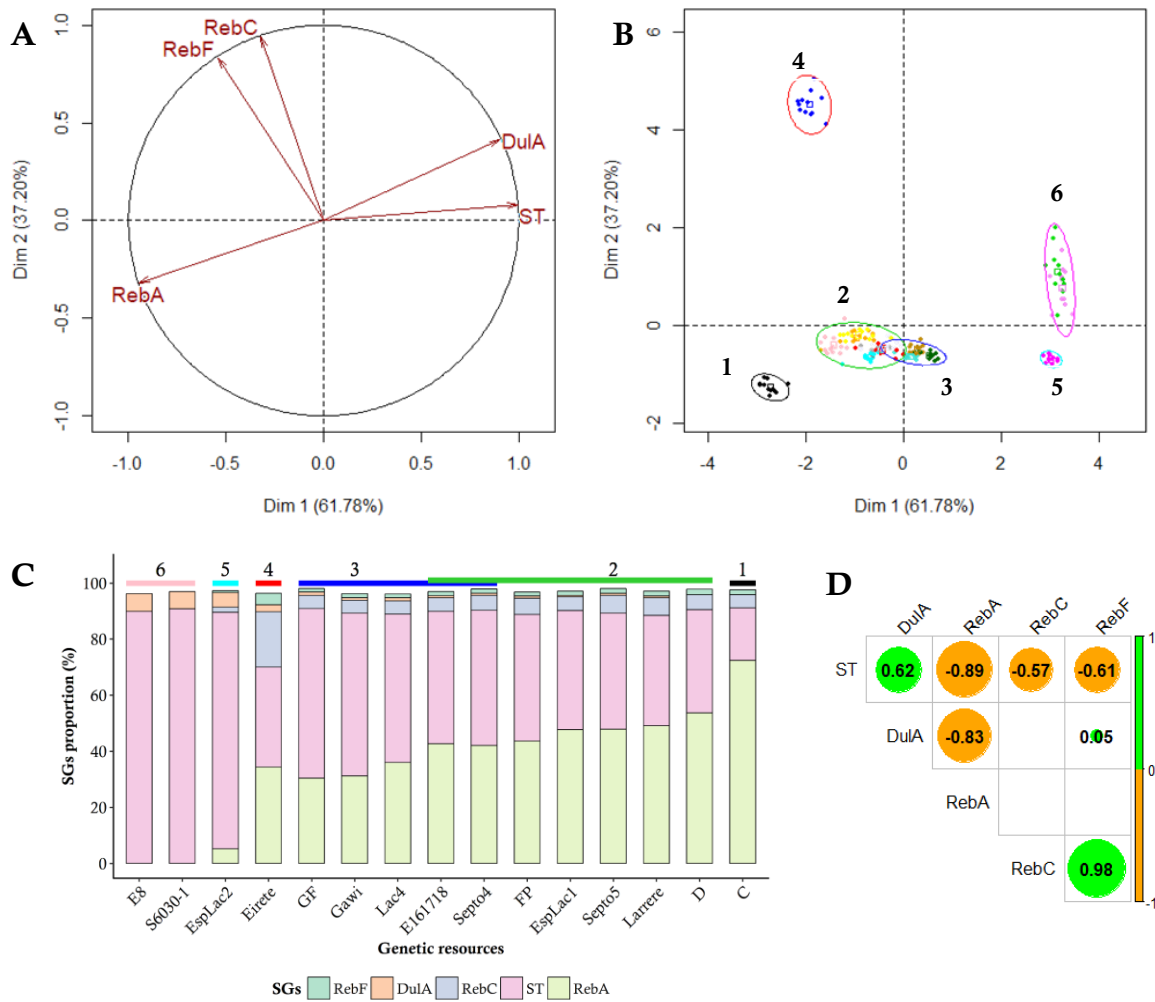 A
RebC
RebF
DulA
ST
RebA
Dim 2 (37.20%)
1.0
0.5
0.0
-0.5
-1.0
-1.0 -0.5 0.0 0.5 1.0
Dim 1 (61.78%)
B
4
6
2
3
1
5
Dim 2 (37.20%)
6
4
2
0
-2
-4 -2 0 2 4
Dim 1 (61.78%)
C
6 5 4 3 2 1
SGs proportion (%)
100
80
60
40
20
0
E8 S6030-1 EspLac2 Eirete GF Gawi Lac4 E161718 Septo4 FP EspLac1 Septo5 Larrere D C
Genetic resources
SGs RebF DulA RebC ST RebA
D
DulA RebA RebC RebF
ST 0.62 -0.89 -0.57 -0.61
DulA -0.83 0.05
RebA
RebC 0.98
1
0
-1